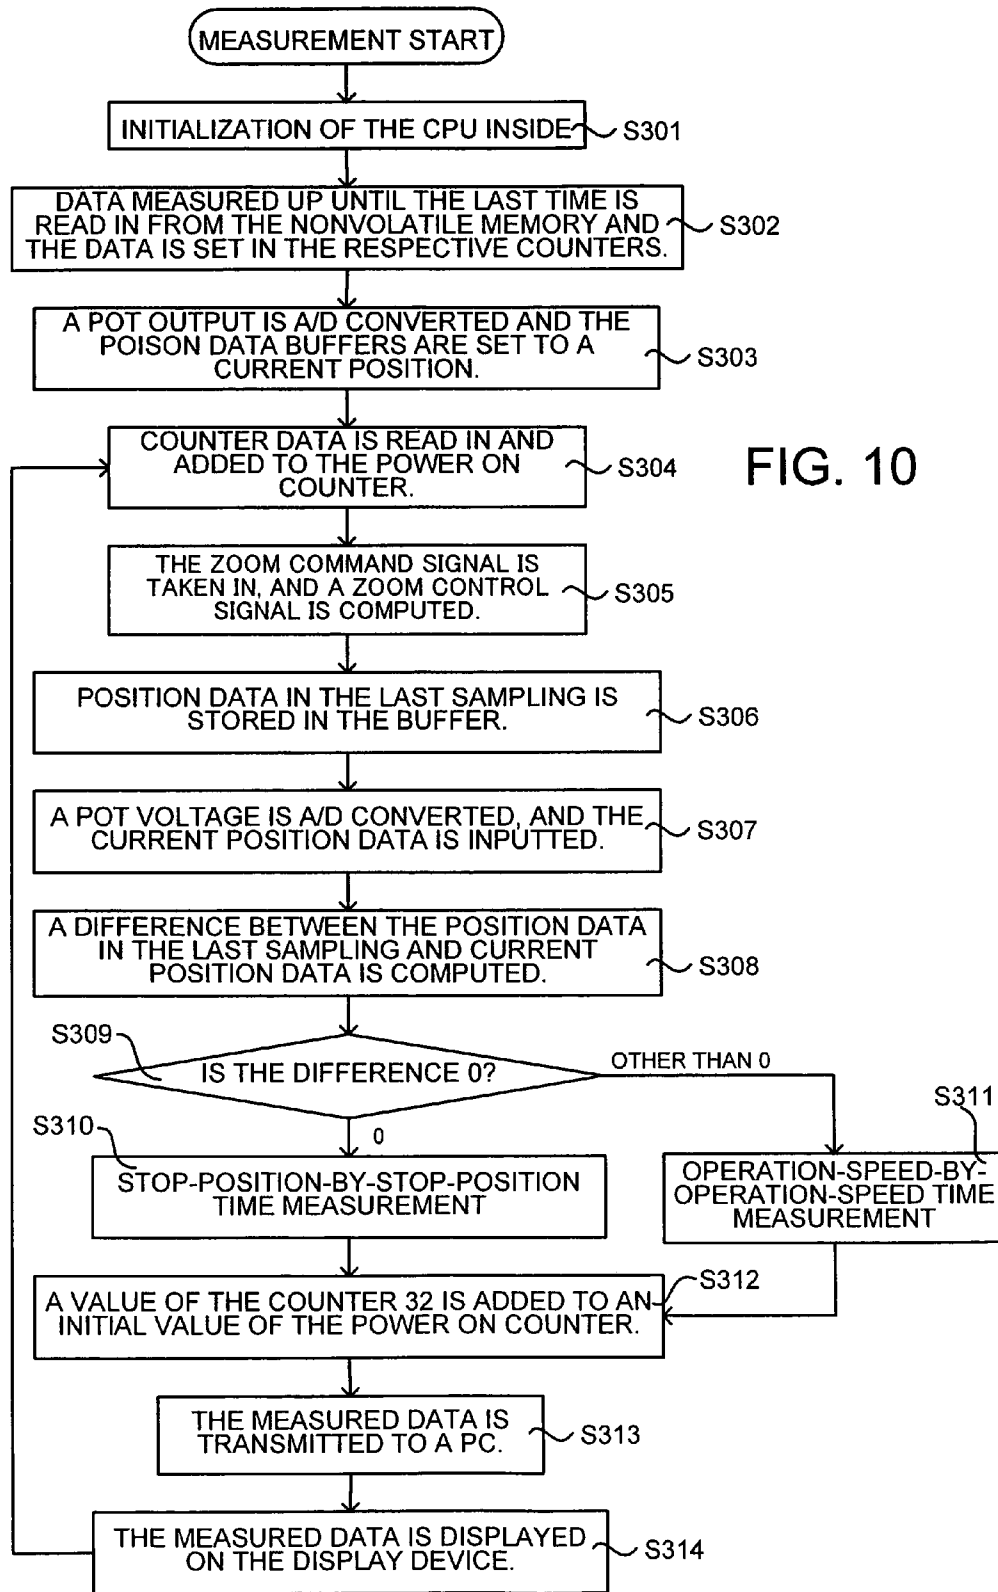 MEASUREMENT START
INITIALIZATION OF THE CPU INSIDE
S301
DATA MEASURED UP UNTIL THE LAST TIME IS
READ IN FROM THE NONVOLATILE MEMORY AND
THE DATA IS SET IN THE RESPECTIVE COUNTERS.
S302
A POT OUTPUT IS A/D CONVERTED AND THE
POISON DATA BUFFERS ARE SET TO A
CURRENT POSITION.
S303
COUNTER DATA IS READ IN AND
ADDED TO THE POWER ON
COUNTER.
S304
FIG. 10
THE ZOOM COMMAND SIGNAL IS
TAKEN IN, AND A ZOOM CONTROL
SIGNAL IS COMPUTED.
S305
POSITION DATA IN THE LAST SAMPLING IS
STORED IN THE BUFFER.
S306
A POT VOLTAGE IS A/D CONVERTED, AND THE
CURRENT POSITION DATA IS INPUTTED.
S307
A DIFFERENCE BETWEEN THE POSITION DATA
IN THE LAST SAMPLING AND CURRENT
POSITION DATA IS COMPUTED.
S308
S309
IS THE DIFFERENCE 0?
OTHER THAN 0
0
S310
STOP-POSITION-BY-STOP-POSITION
TIME MEASUREMENT
S311
OPERATION-SPEED-BY-
OPERATION-SPEED TIME
MEASUREMENT
S312
A VALUE OF THE COUNTER 32 IS ADDED TO AN
INITIAL VALUE OF THE POWER ON COUNTER.
THE MEASURED DATA IS
TRANSMITTED TO A PC.
S313
THE MEASURED DATA IS DISPLAYED
ON THE DISPLAY DEVICE.
S314